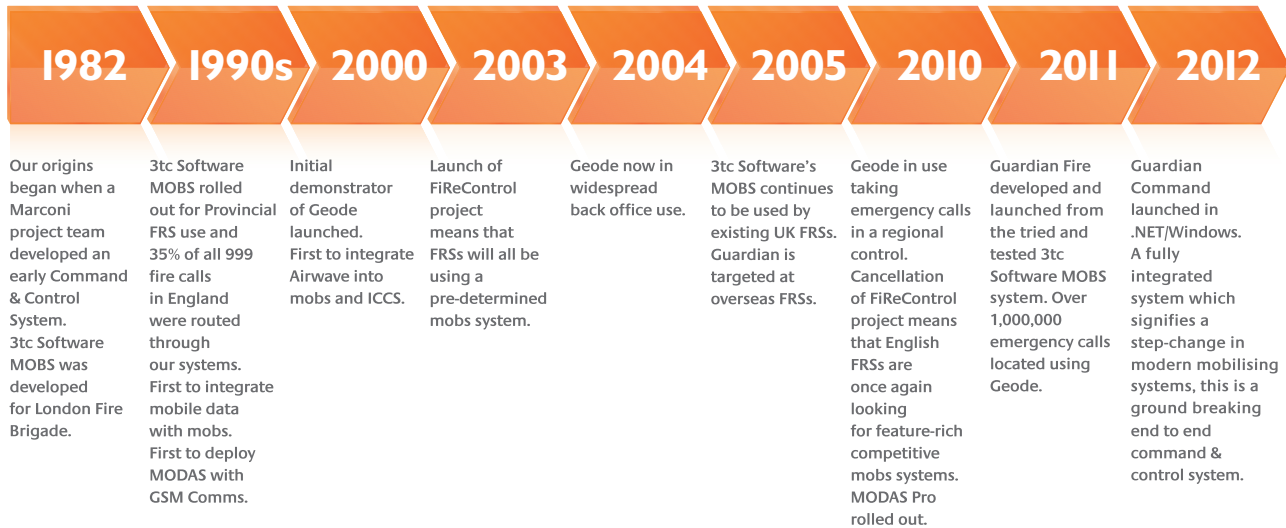 1982
1990s
2000
2003
2004
2005
2010
2011
2012
Our origins
began when a
Marconi
project team
developed an
early Command
& Control
System.
3tc Software
MOBS was
developed
for London Fire
Brigade.
3tc Software
MOBS rolled
out for Provincial
FRS use and
35% of all 999
fire calls
in England
were routed
through
our systems.
First to integrate
mobile data
with mobs.
First to deploy
MODAS with
GSM Comms.
Initial
demonstrator
of Geode
launched.
First to integrate
Airwave into
mobs and ICCS.
Launch of
FiReControl
project
means that
FRSs will all be
using a
pre-determined
mobs system.
Geode now in
widespread
back office use.
3tc Software’s
MOBS continues
to be used by
existing UK FRSs.
Guardian is
targeted at
overseas FRSs.
Geode in use
taking
emergency calls
in a regional
control.
Cancellation
of FiReControl
project means
that English
FRSs are
once again
looking
for feature-rich
competitive
mobs systems.
MODAS Pro
rolled out.
Guardian Fire
developed and
launched from
the tried and
tested 3tc
Software MOBS
system. Over
1,000,000
emergency calls
located using
Geode.
Guardian
Command
launched in
.NET/Windows.
A fully
integrated
system which
signifies a
step-change in
modern mobilising
systems, this is a
ground breaking
end to end
command &
control system.